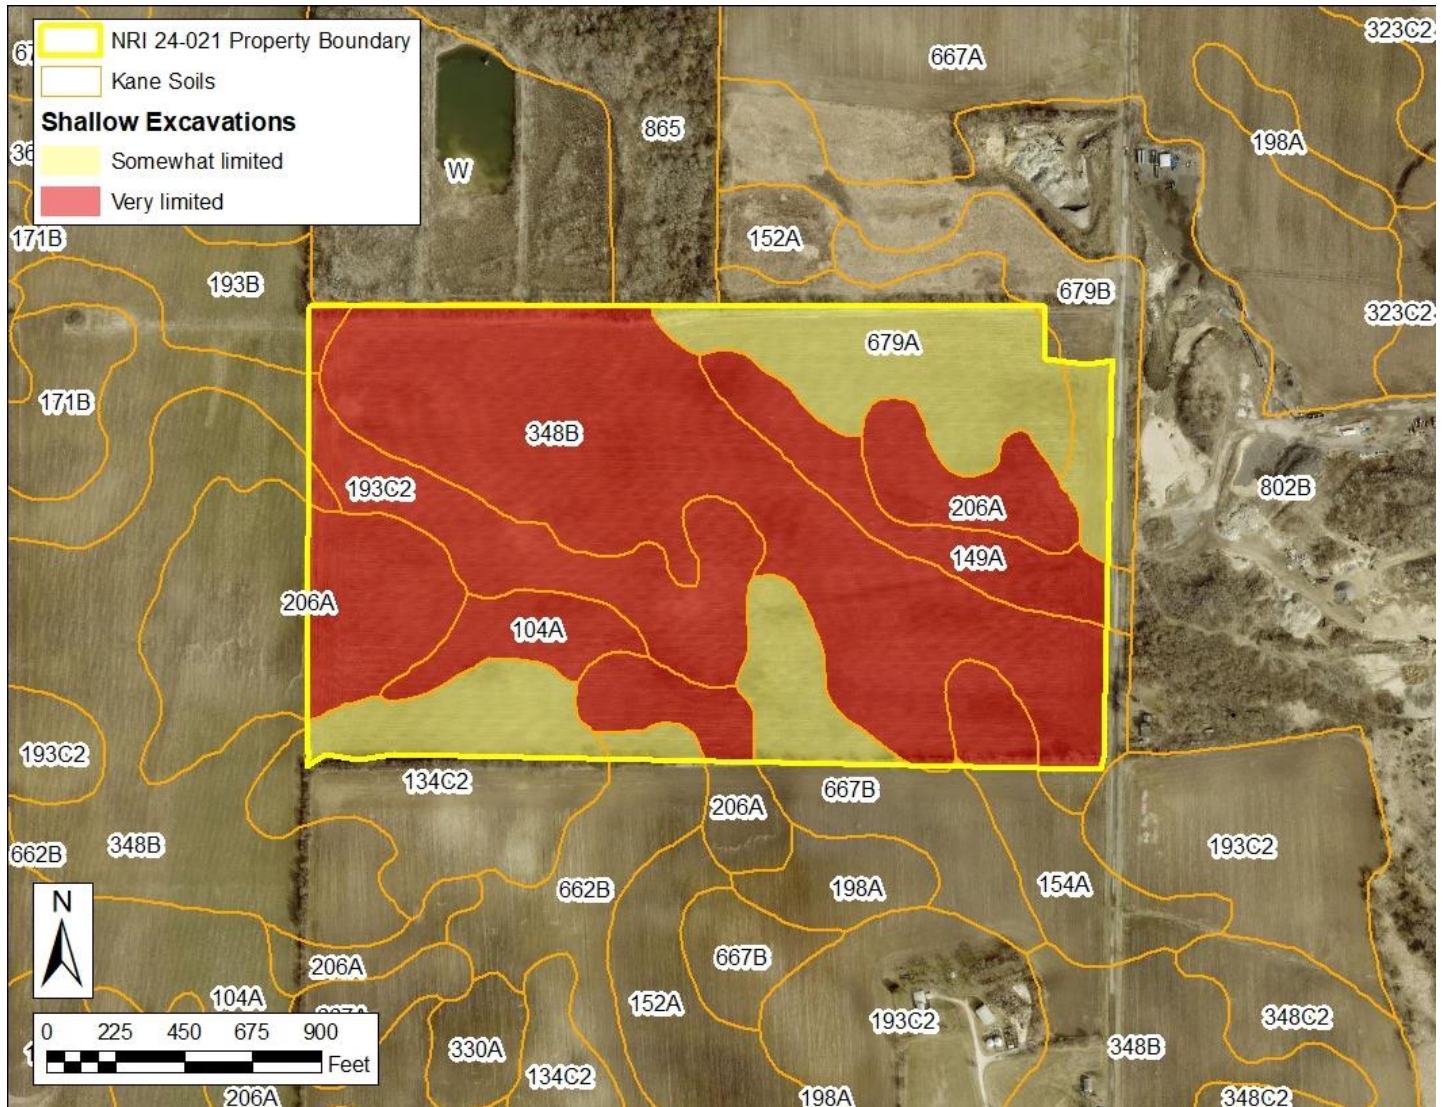 NRI 24-021 Property Boundary
Kane Soils
Shallow Excavations
Somewhat limited
Very limited
667A
323C2
865
198A
W
171B
152A
193B
679B
323C2
679A
171B
348B
802B
193C2
206A
149A
206A
104A
193C2
134C2
667B
206A
348B
193C2
662B
662B
198A
154A
667B
206A
104A
152A
193C2
348C2
330A
348B
134C2
206A
198A
348C2
N
0 225 450 675 900
Feet